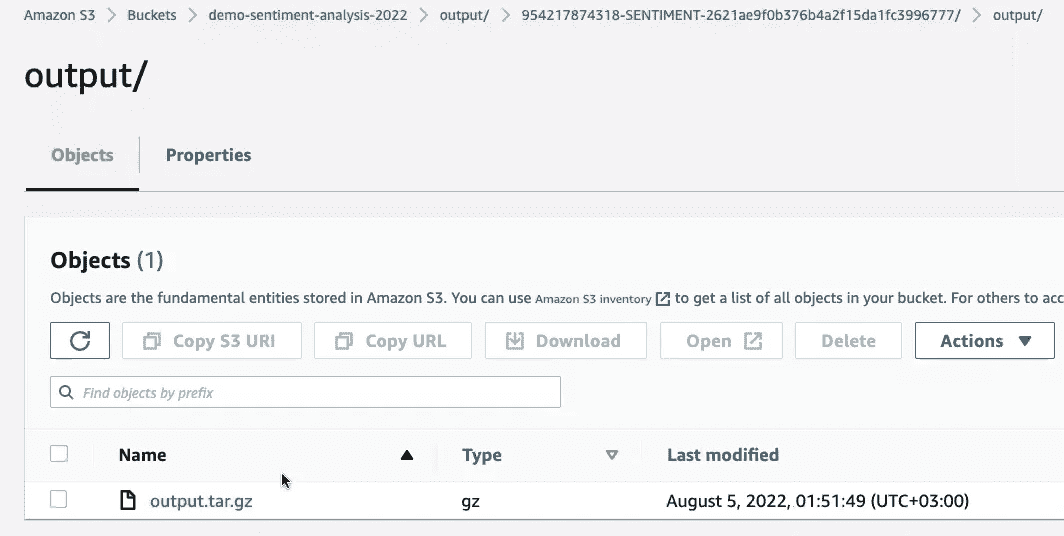 Amazon S3 > Buckets > demo-sentiment-analysis-2022 > output/ > 954217874318-SENTIMENT-2621ae9f0b376b4a2f15da1fc3996777/ > output/
output/
Objects Properties
Objects (1)
Objects are the fundamental entities stored in Amazon S3. You can use Amazon S3 inventory to get a list of all objects in your bucket. For others to acc
Copy S3 URI Copy URL Download Open Delete Actions
Find objects by prefix
Name Type Last modified
output.tar.gz gz August 5, 2022, 01:51:49 (UTC+03:00)